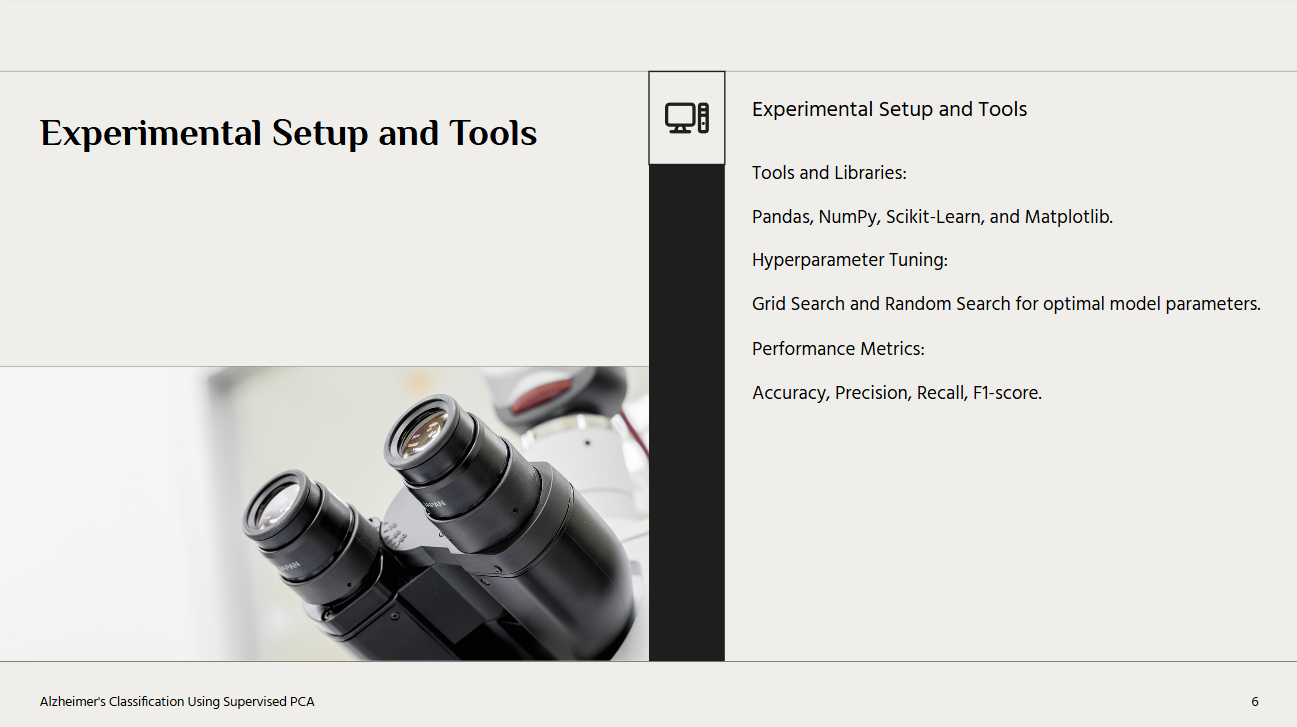 Experimental Setup and Tools
Experimental Setup and Tools
Tools and Libraries:
Pandas, NumPy, Scikit-Learn, and Matplotlib.
Hyperparameter Tuning:
Grid Search and Random Search for optimal model parameters.
Performance Metrics:
Accuracy, Precision, Recall, F1-score.
JAPAN
JAPAN
Alzheimer's Classification Using Supervised PCA
6